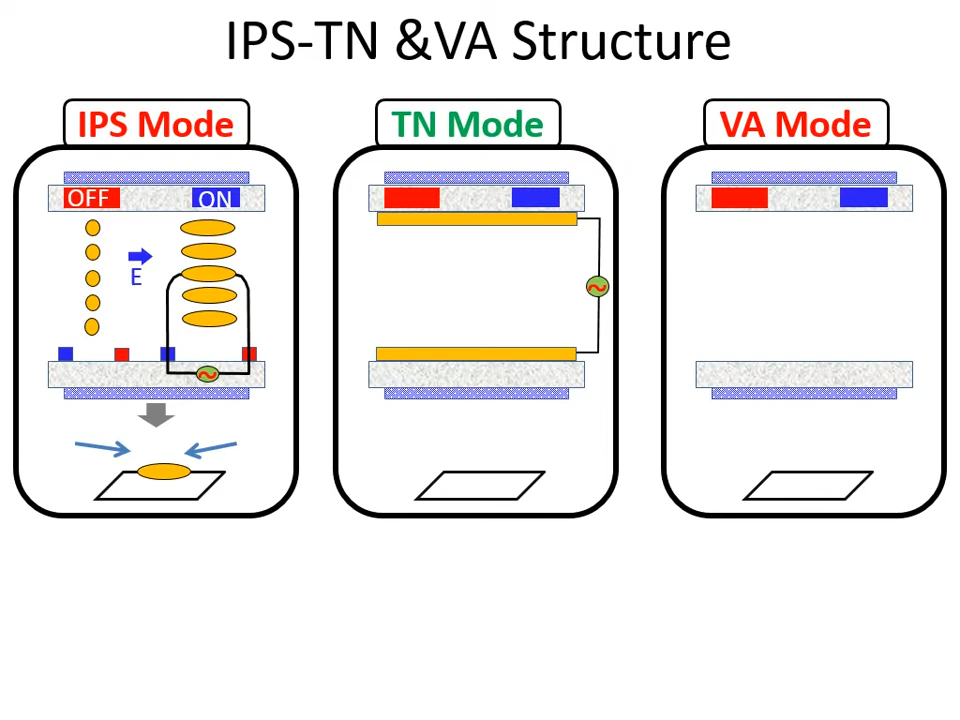 IPS-TN &VA Structure
IPS Mode
TN Mode
VA Mode
OFF
ON
E